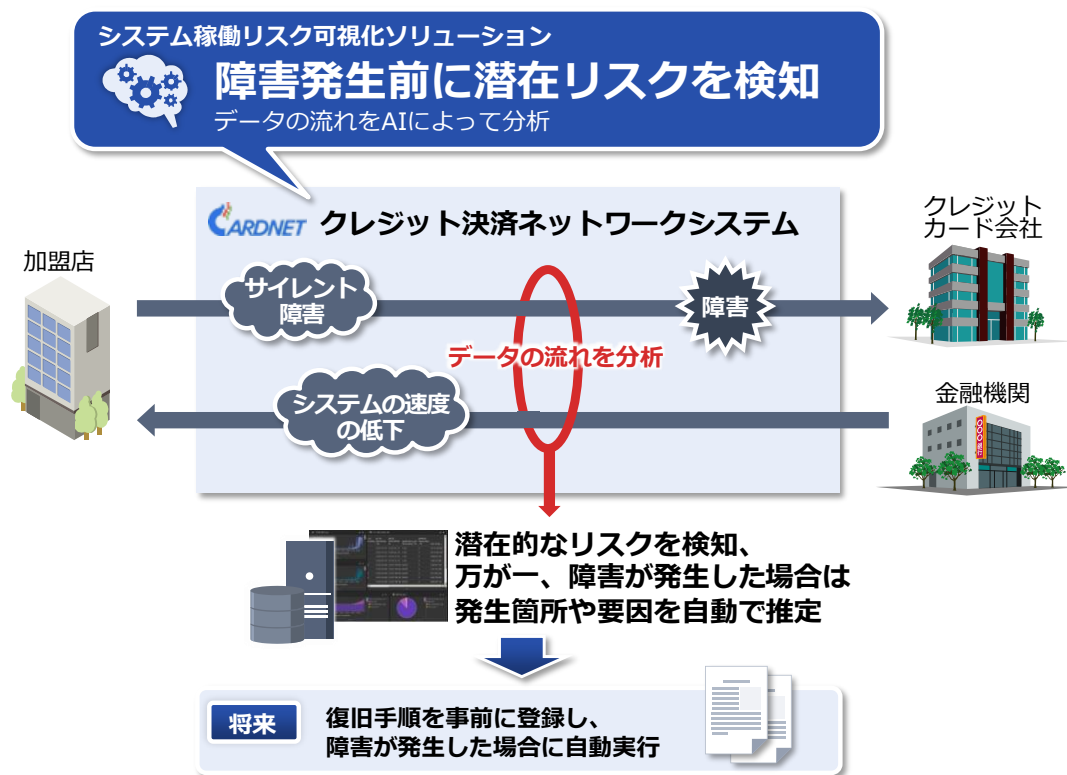 システム稼働リスク可視化ソリューション
障害発生前に潜在リスクを検知
データの流れをAIによって分析
CARDNET クレジット決済ネットワークシステム
クレジット
カード会社
加盟店
サイレント
障害
障害
データの流れを分析
システムの速度
の低下
金融機関
潜在的なリスクを検知、
万が一、障害が発生した場合は
発生箇所や要因を自動で推定
将来
復旧手順を事前に登録し、
障害が発生した場合に自動実行